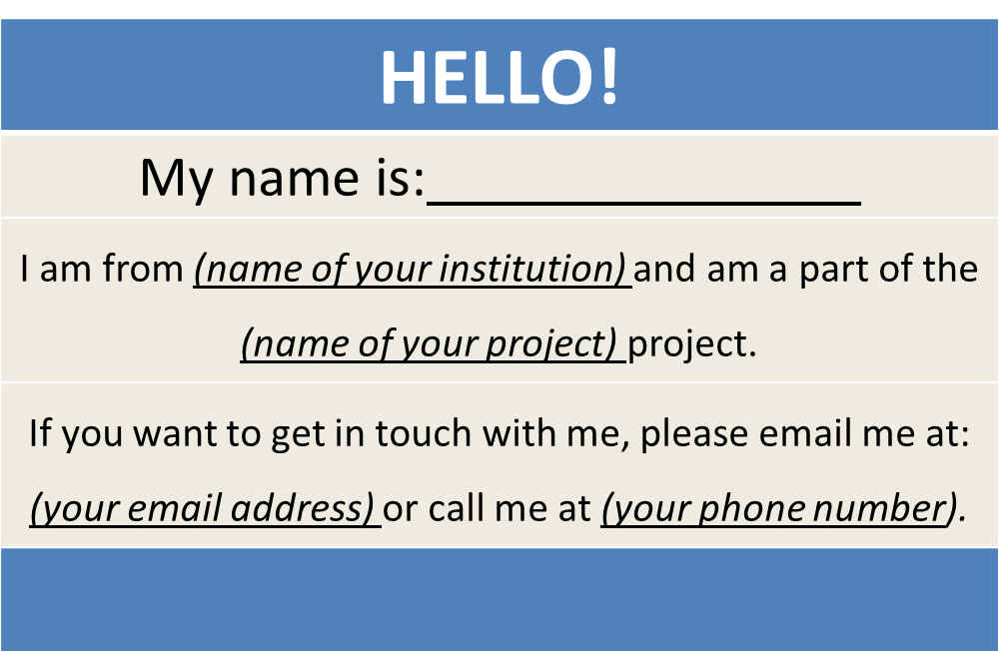 HELLO!
My name is:_______________
I am from (name of your institution) and am a part of the
(name of your project) project.
If you want to get in touch with me, please email me at:
(your email address) or call me at (your phone number).